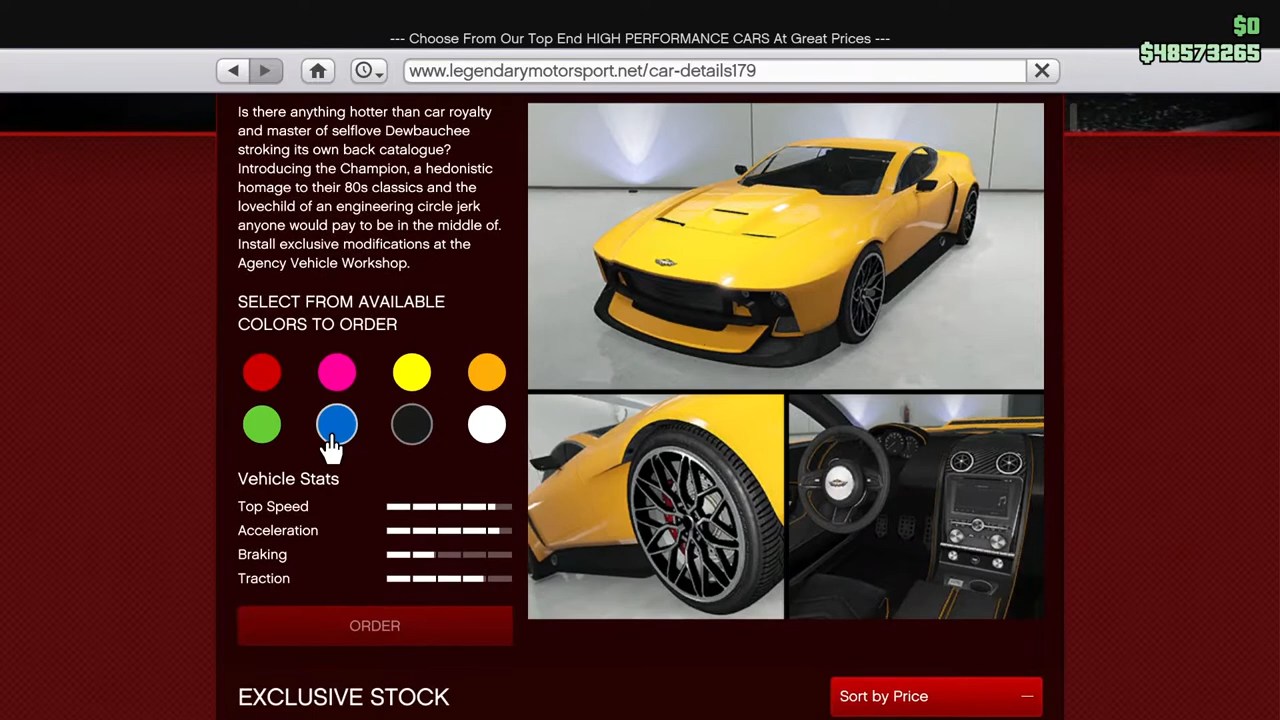 $0
$48573265
--- Choose From Our Top End HIGH PERFORMANCE CARS At Great Prices ---
www.legendarymotorsport.net/car-details179
Is there anything hotter than car royalty
and master of selflove Dewbauchee
stroking its own back catalogue?
Introducing the Champion, a hedonistic
homage to their 80s classics and the
lovechild of an engineering circle jerk
anyone would pay to be in the middle of.
Install exclusive modifications at the
Agency Vehicle Workshop.
SELECT FROM AVAILABLE
COLORS TO ORDER
Vehicle Stats
Top Speed
Acceleration
Braking
Traction
ORDER
EXCLUSIVE STOCK
Sort by Price